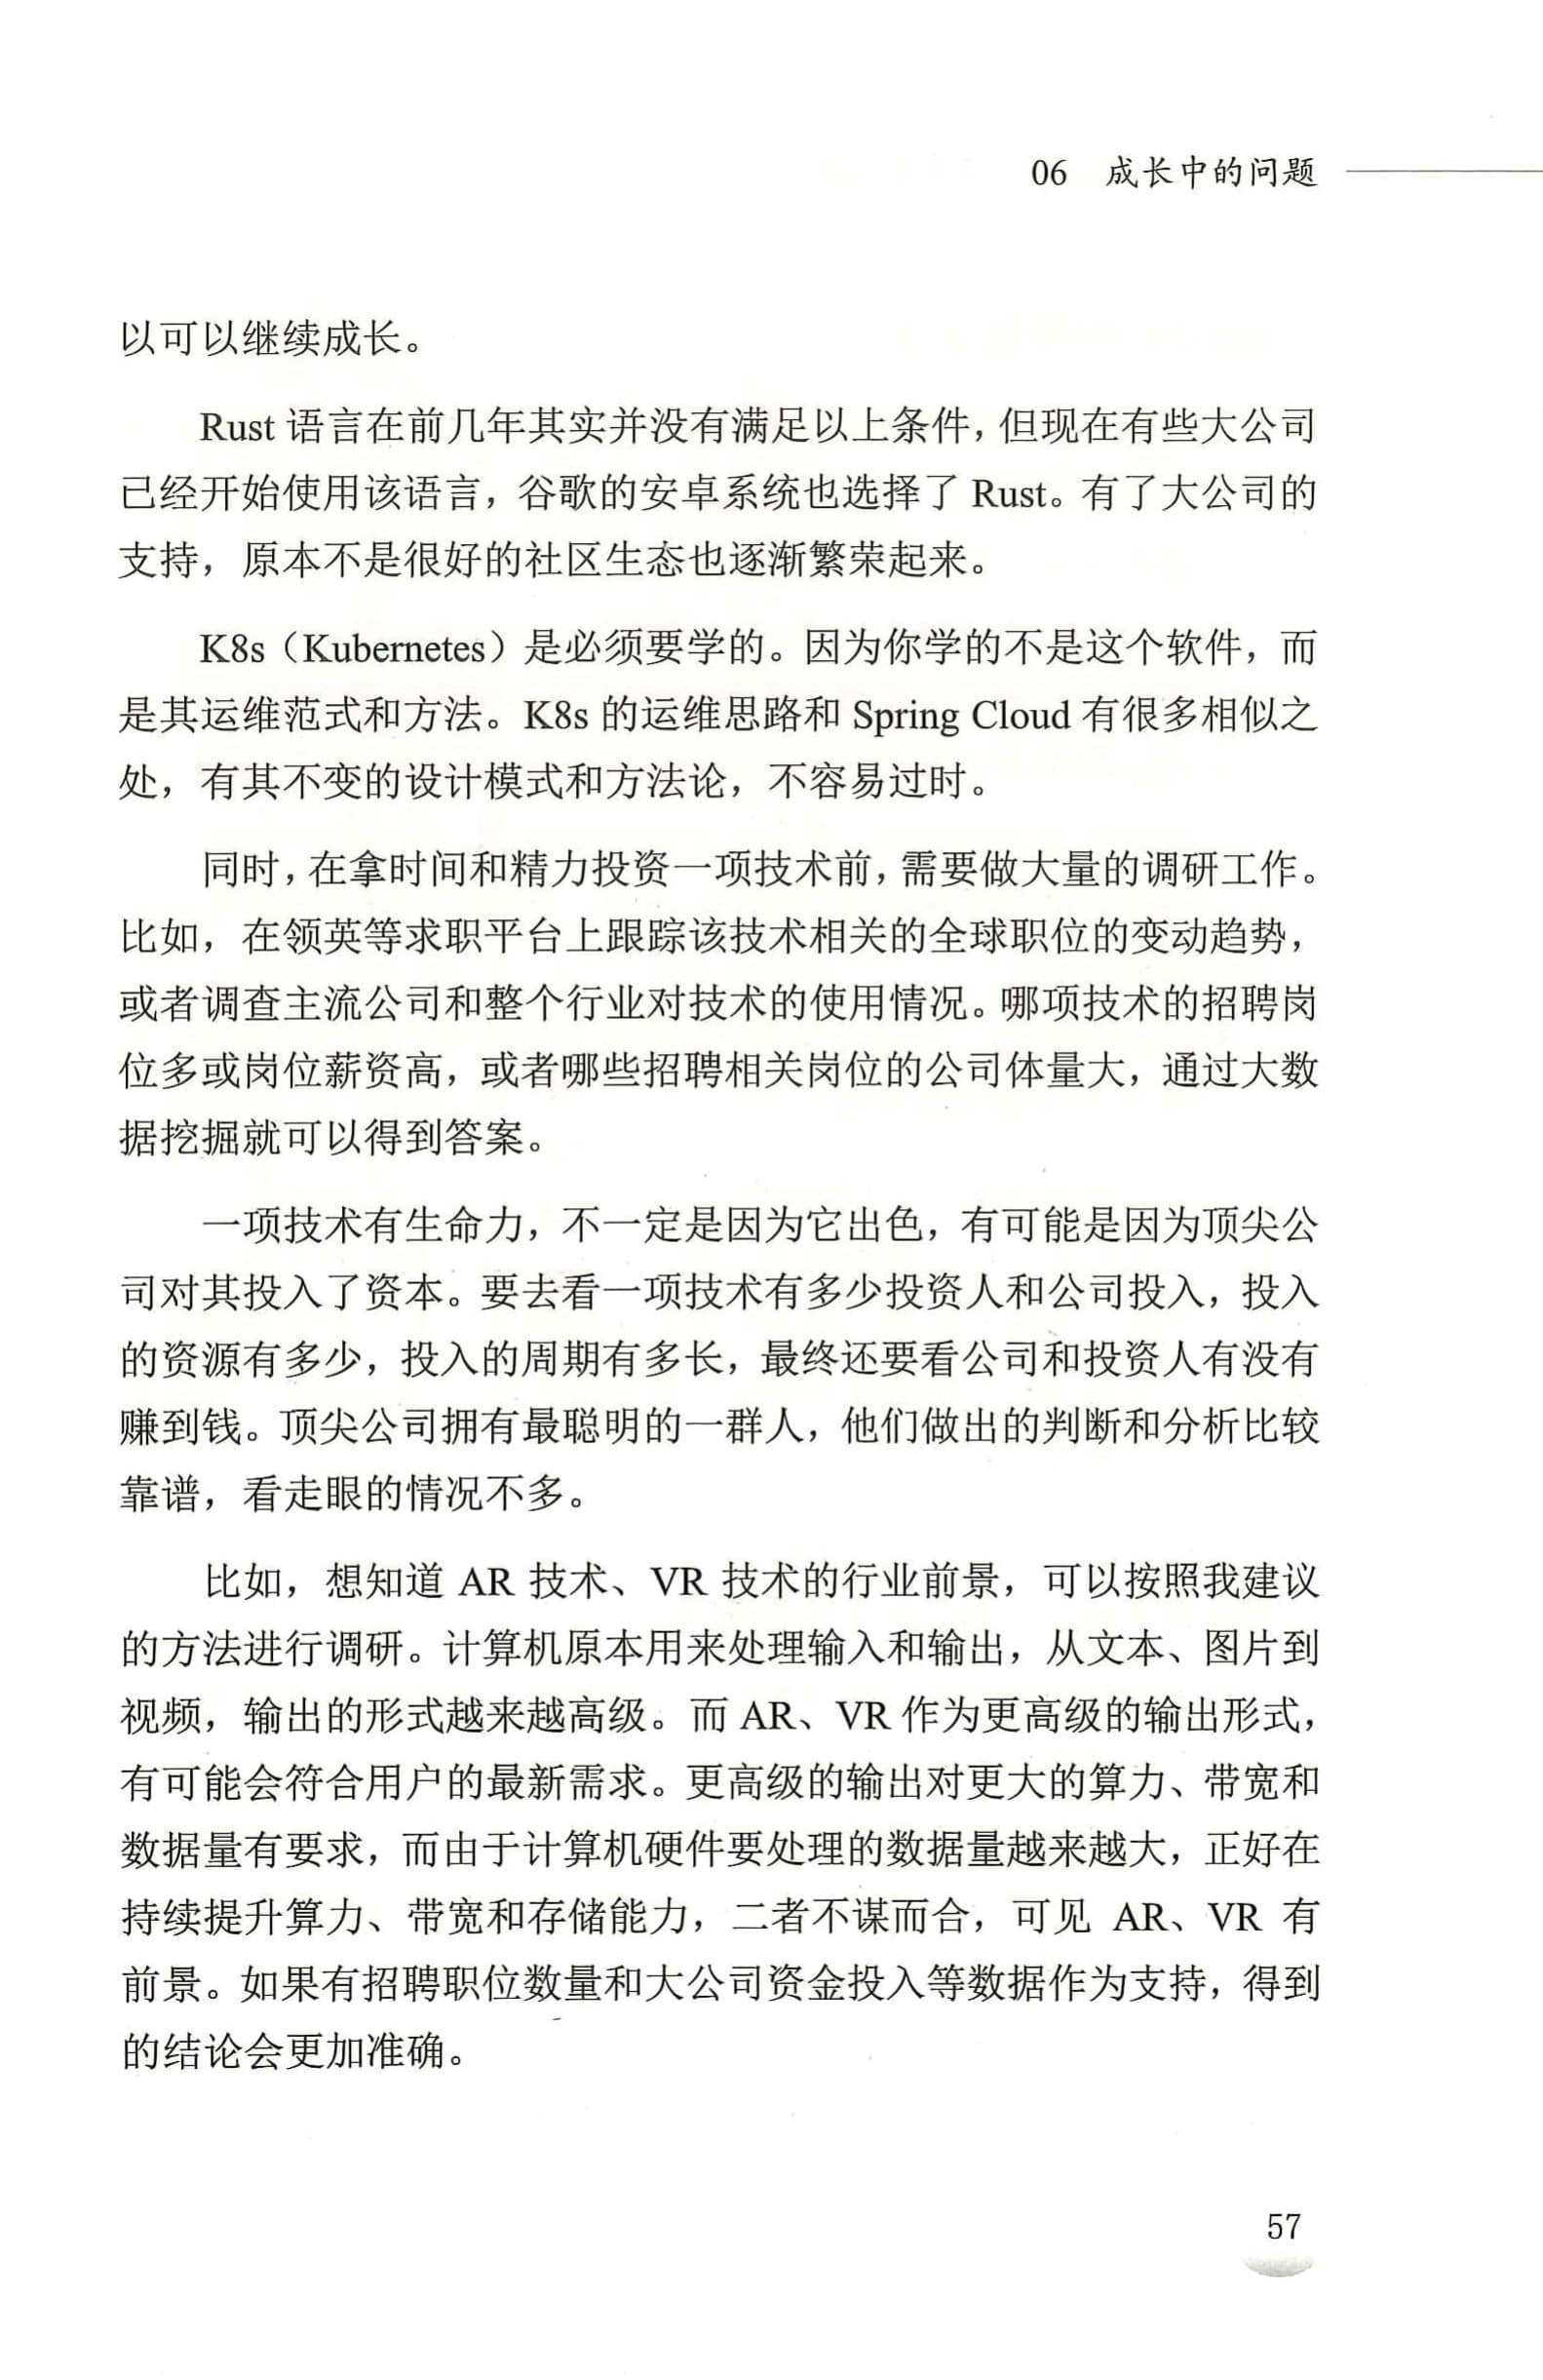 06 成长中的问题
以可以继续成长。
Rust 语言在前几年其实并没有满足以上条件，但现在有些大公司
已经开始使用该语言，谷歌的安卓系统也选择了 Rust。有了大公司的
支持，原本不是很好的社区生态也逐渐繁荣起来。
K8s（Kubernetes）是必须要学的。因为你学的不是这个软件，而
是其运维范式和方法。K8s 的运维思路和 Spring Cloud 有很多相似之
处，有其不变的设计模式和方法论，不容易过时。
同时，在拿时间和精力投资一项技术前，需要做大量的调研工作。
比如，在领英等求职平台上跟踪该技术相关的全球职位的变动趋势，
或者调查主流公司和整个行业对技术的使用情况。哪项技术的招聘岗
位多或岗位薪资高，或者哪些招聘相关岗位的公司体量大，通过大数
据挖掘就可以得到答案。
一项技术有生命力，不一定是因为它出色，有可能是因为顶尖公
司对其投入了资本。要去看一项技术有多少投资人和公司投入，投入
的资源有多少，投入的周期有多长，最终还要看公司和投资人有没有
赚到钱。顶尖公司拥有最聪明的一群人，他们做出的判断和分析比较
靠谱，看走眼的情况不多。
比如，想知道 AR 技术、VR 技术的行业前景，可以按照我建议
的方法进行调研。计算机原本用来处理输入和输出，从文本、图片到
视频，输出的形式越来越高级。而 AR、VR 作为更高级的输出形式，
有可能会符合用户的最新需求。更高级的输出对更大的算力、带宽和
数据量有要求，而由于计算机硬件要处理的数据量越来越大，正好在
持续提升算力、带宽和存储能力，二者不谋而合，可见 AR、VR 有
前景。如果有招聘职位数量和大公司资金投入等数据作为支持，得到
的结论会更加准确。
57